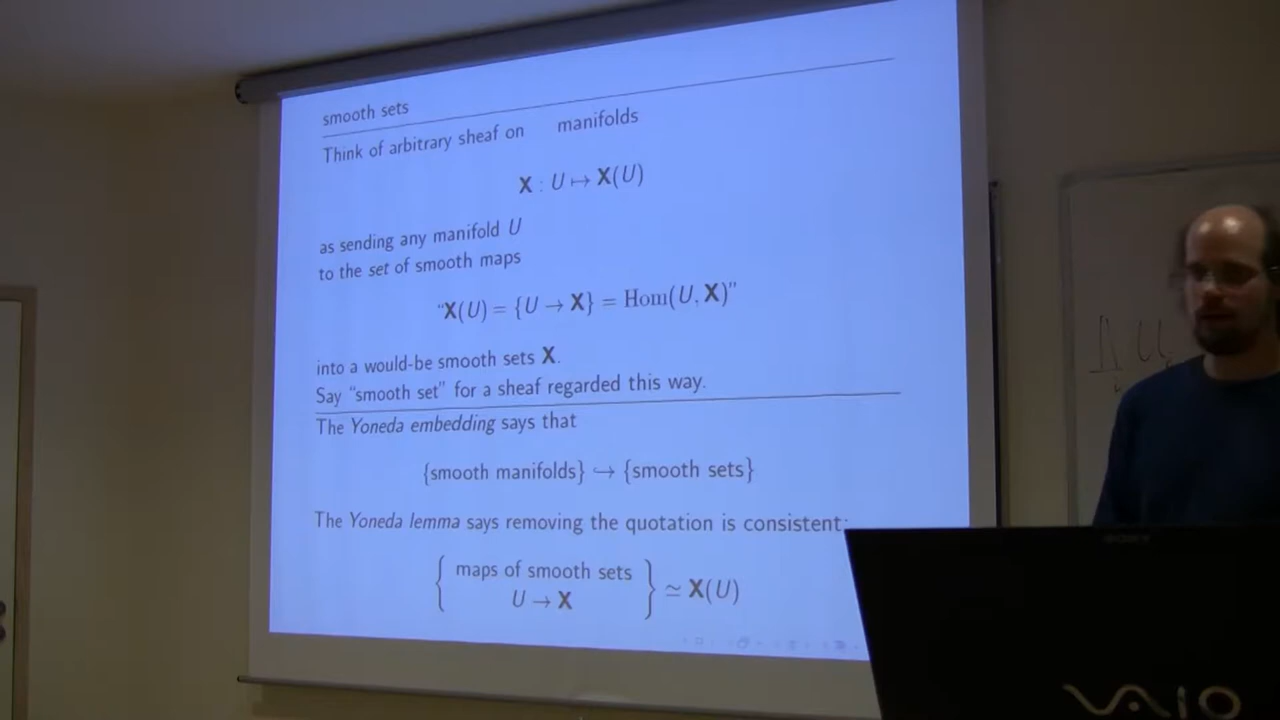 smooth sets
Think of arbitrary sheaf on manifolds
X : U ↦ X(U)
as sending any manifold U
to the set of smooth maps
“X(U) = {U → X} = Hom(U, X)”
into a would-be smooth sets X.
Say “smooth set” for a sheaf regarded this way.
The Yoneda embedding says that
{smooth manifolds} ↪ {smooth sets}
The Yoneda lemma says removing the quotation is consistent:
{ maps of smooth sets
U → X } ≃ X(U)
SONY
VAIO